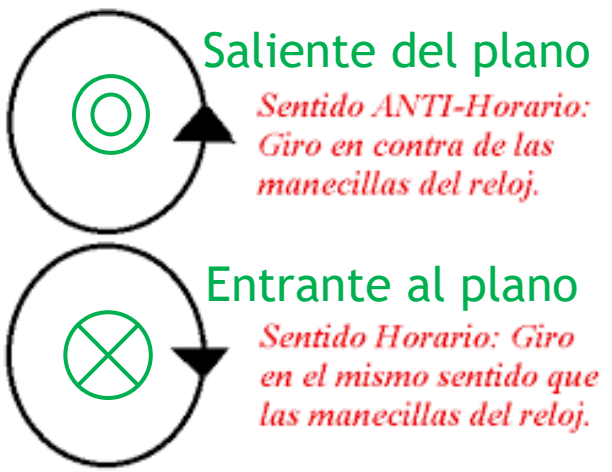 Saliente del plano
Sentido ANTI-Horario:
Giro en contra de las
manecillas del reloj.
Entrante al plano
Sentido Horario: Giro
en el mismo sentido que
las manecillas del reloj.